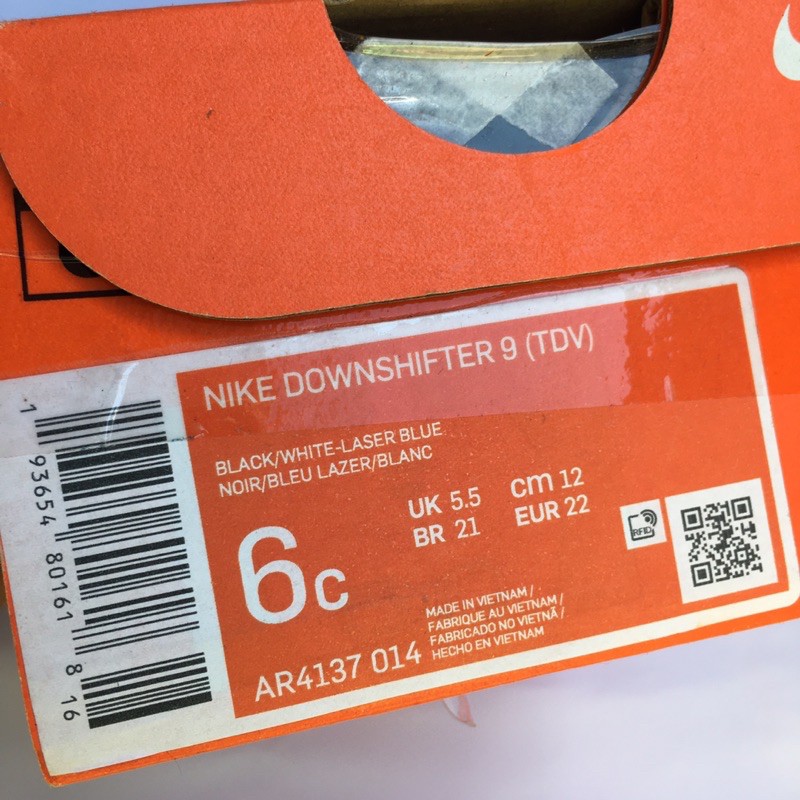 NIKE DOWNSHIFTER 9 (TDV)
BLACK/WHITE-LASER BLUE
NOIR/BLEU LAZER/BLANC
UK 5.5 cm 12
BR 21 EUR 22
6c
RFID
MADE IN VIETNAM /
FABRIQUE AU VIETNAM /
FABRICADO NO VIETNÃ /
HECHO EN VIETNAM
AR4137 014
1 93654 80161 8 16